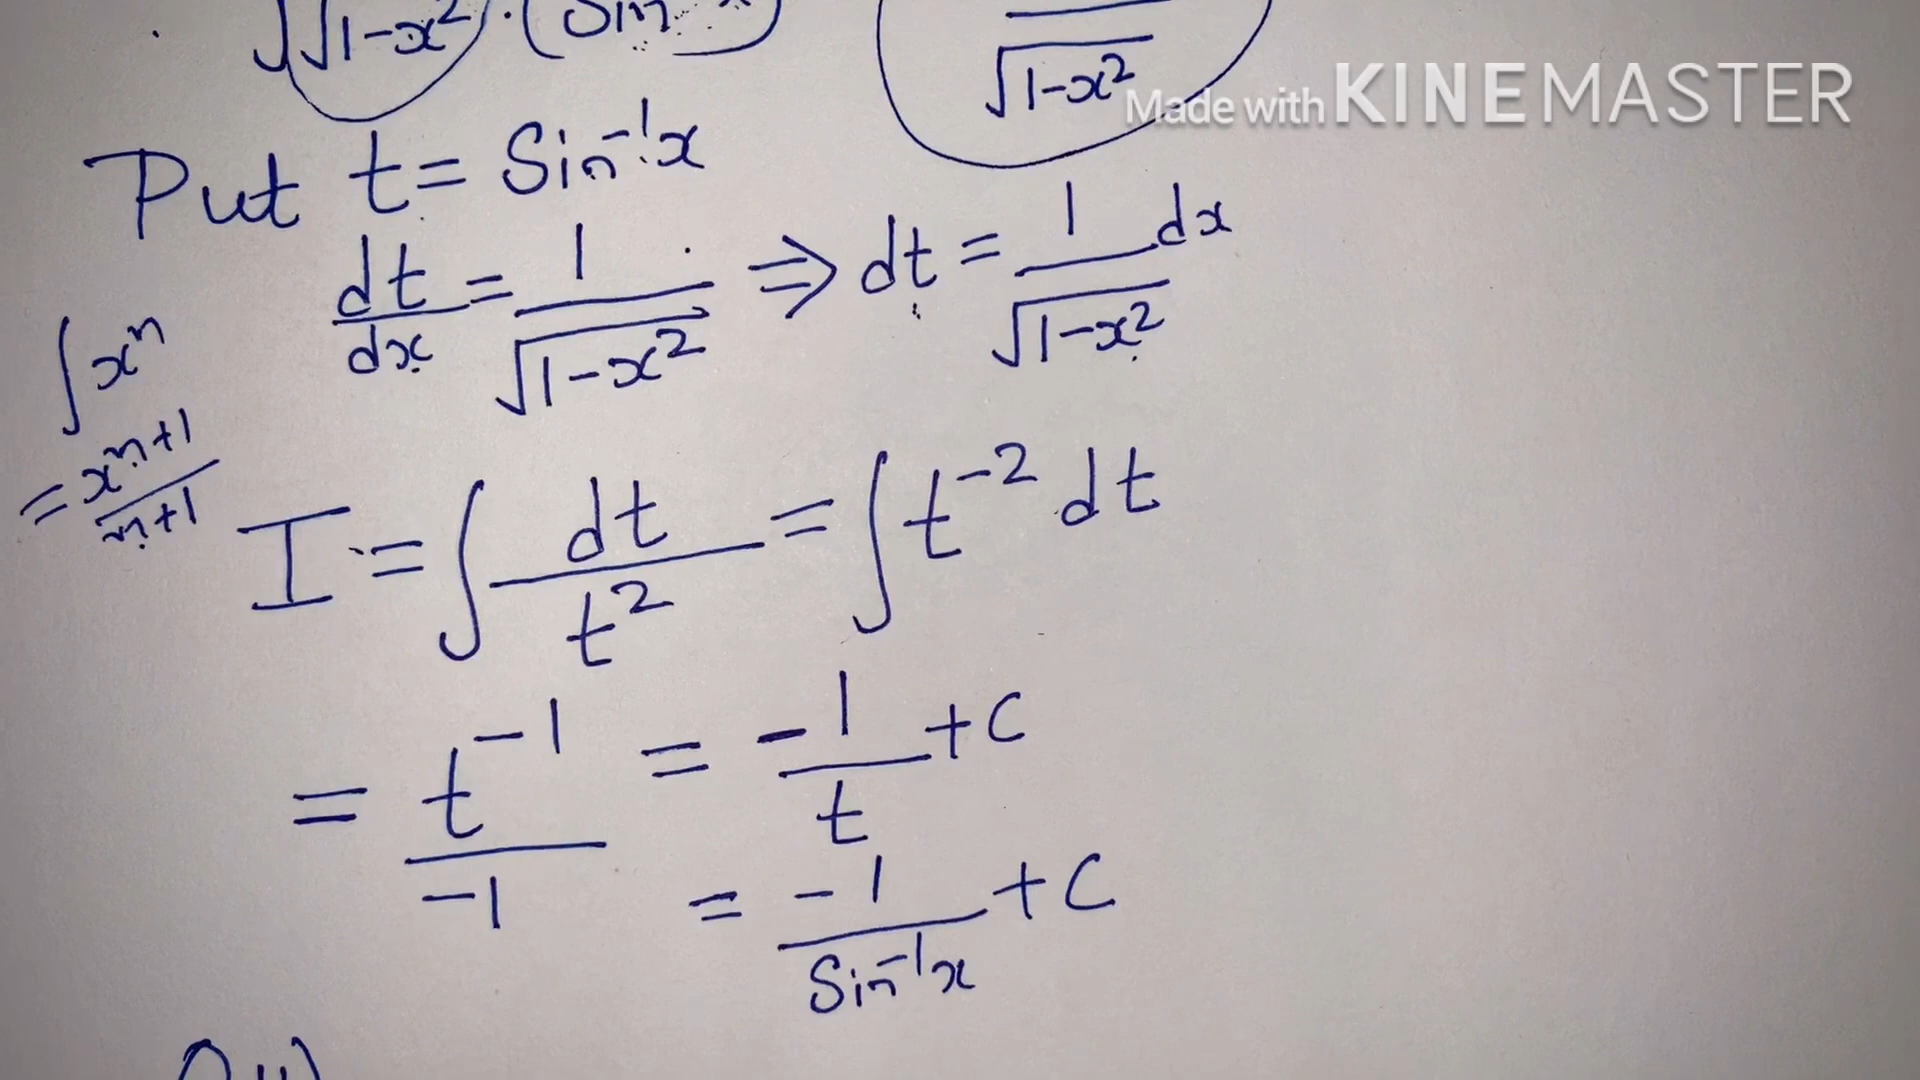 ∫√1-x² · (Sin
√1-x²
Made with KINEMASTER
Put t = Sin⁻¹x
dt/dx = 1/√1-x² ⇒ dt = 1/√1-x² dx
∫xⁿ
= xⁿ⁺¹/n+1
I = ∫ dt/t² = ∫ t⁻² dt
= t⁻¹/-1 = -1/t + C
= -1/Sin⁻¹x + C